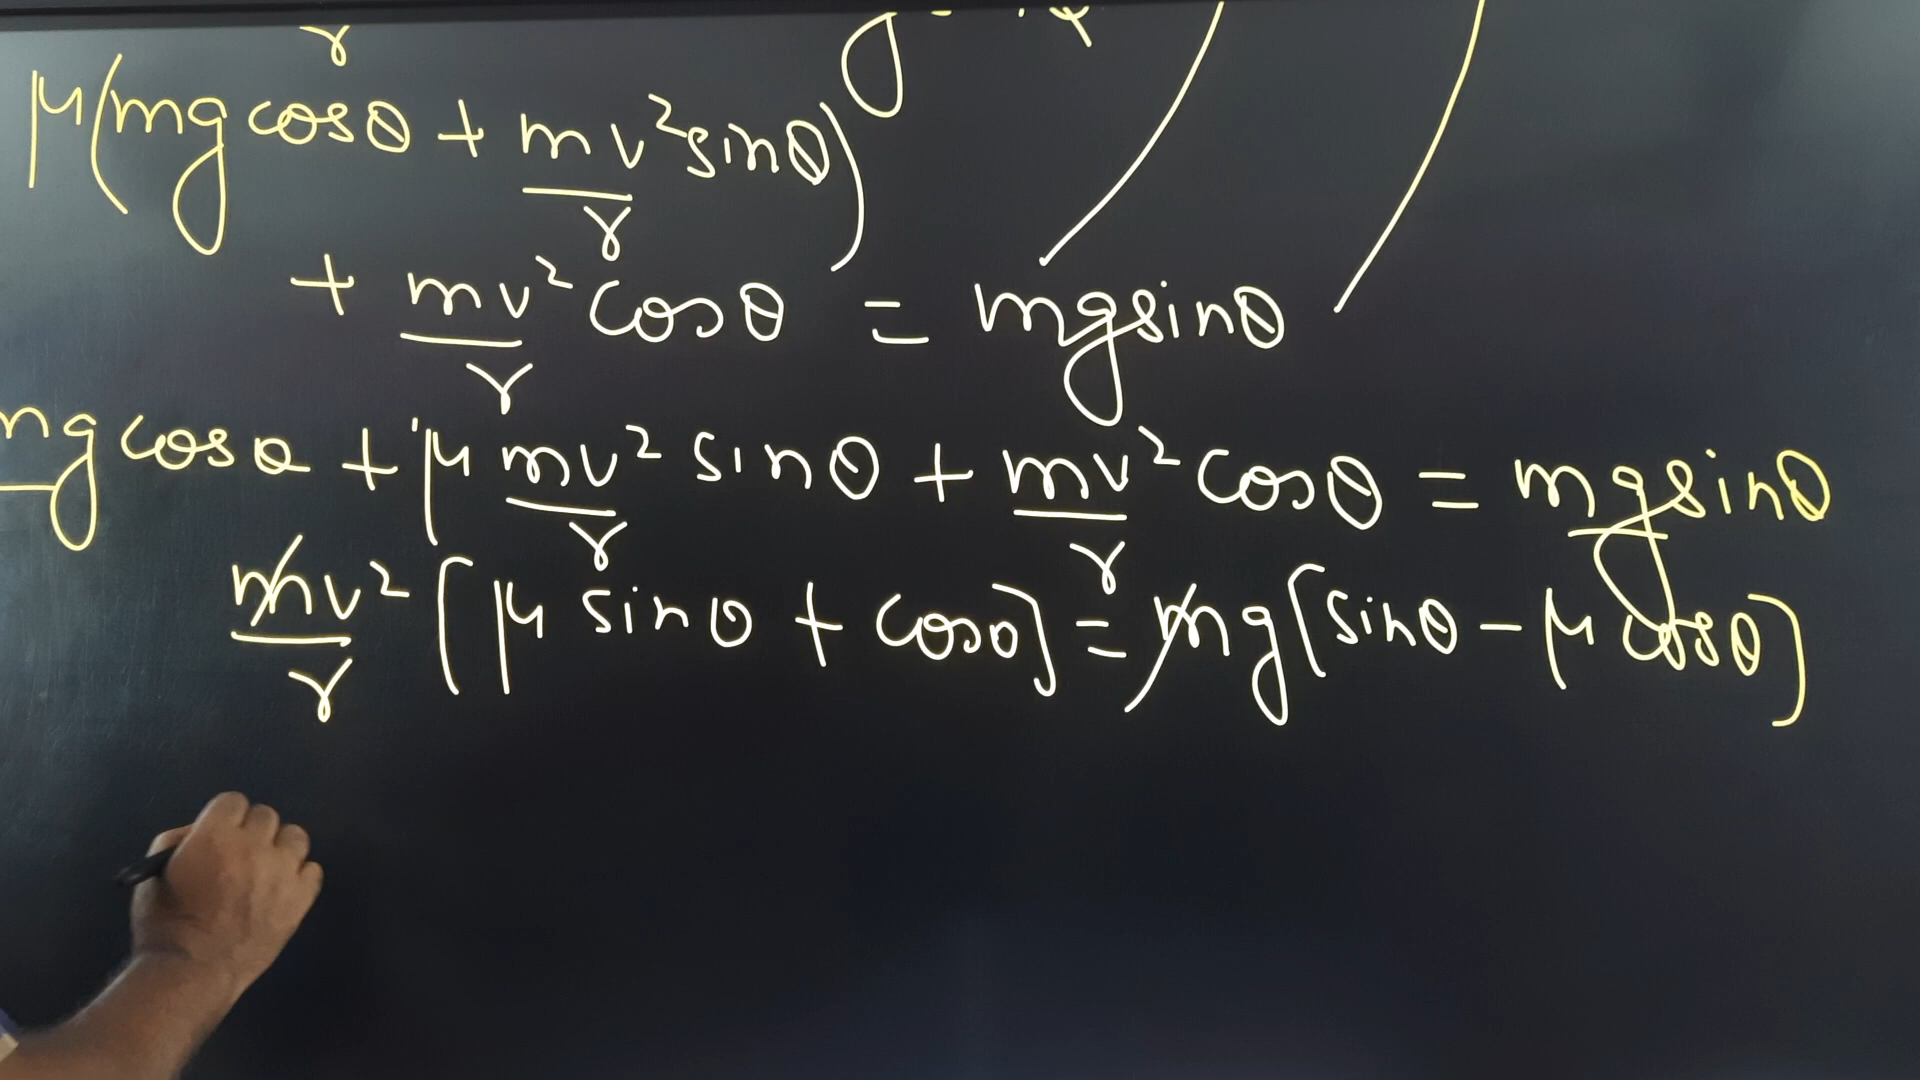 μ(mg cosθ + mv² sinθ)
r
+ mv² cosθ = mg sinθ
r
mg cosθ + μ mv² sinθ + mv² cosθ = mg sinθ
r r
mv² [μ sinθ + cosθ] = mg [sinθ - μ cosθ]
r